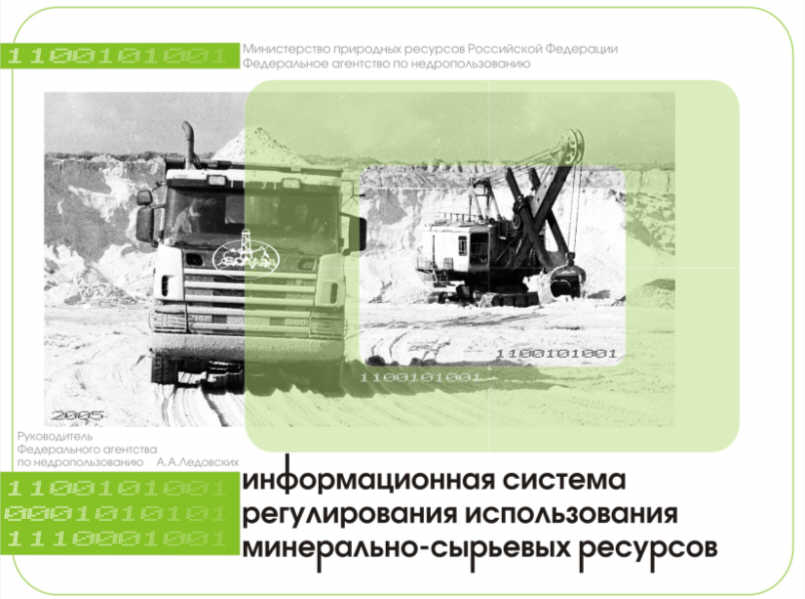 1100101001
Министерство природных ресурсов Российской Федерации
Федеральное агентство по недропользованию
1100101001
1100101001
2005
Руководитель
Федерального агентства
по недропользованию А.А.Ледовских
1100101001
0001010101
1110001001
информационная система
регулирования использования
минерально-сырьевых ресурсов